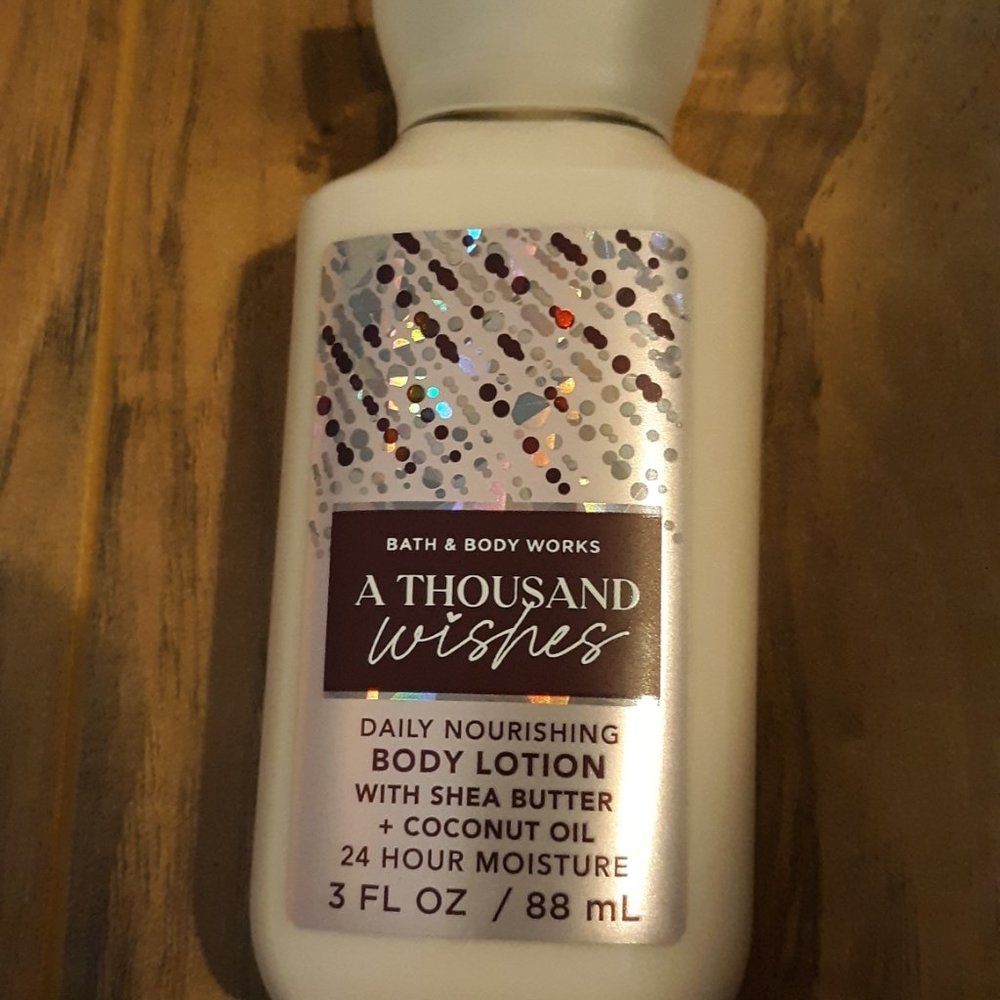 BATH & BODY WORKS
A THOUSAND
wishes
DAILY NOURISHING
BODY LOTION
WITH SHEA BUTTER
+ COCONUT OIL
24 HOUR MOISTURE
3 FL OZ / 88 mL